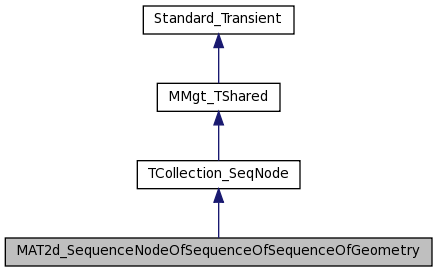 Standard_Transient
MMgt_TShared
TCollection_SeqNode
MAT2d_SequenceNodeOfSequenceOfSequenceOfGeometry